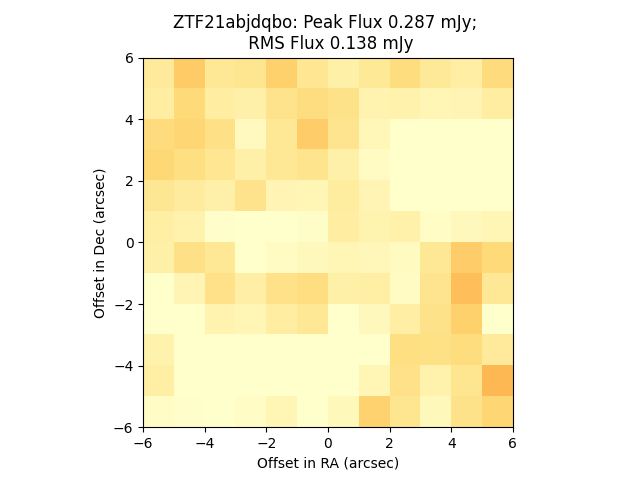 ZTF21abjdqbo: Peak Flux 0.287 mJy;
RMS Flux 0.138 mJy
6
4
2
0
−2
−4
−6
Offset in Dec (arcsec)
−6 −4 −2 0 2 4 6
Offset in RA (arcsec)